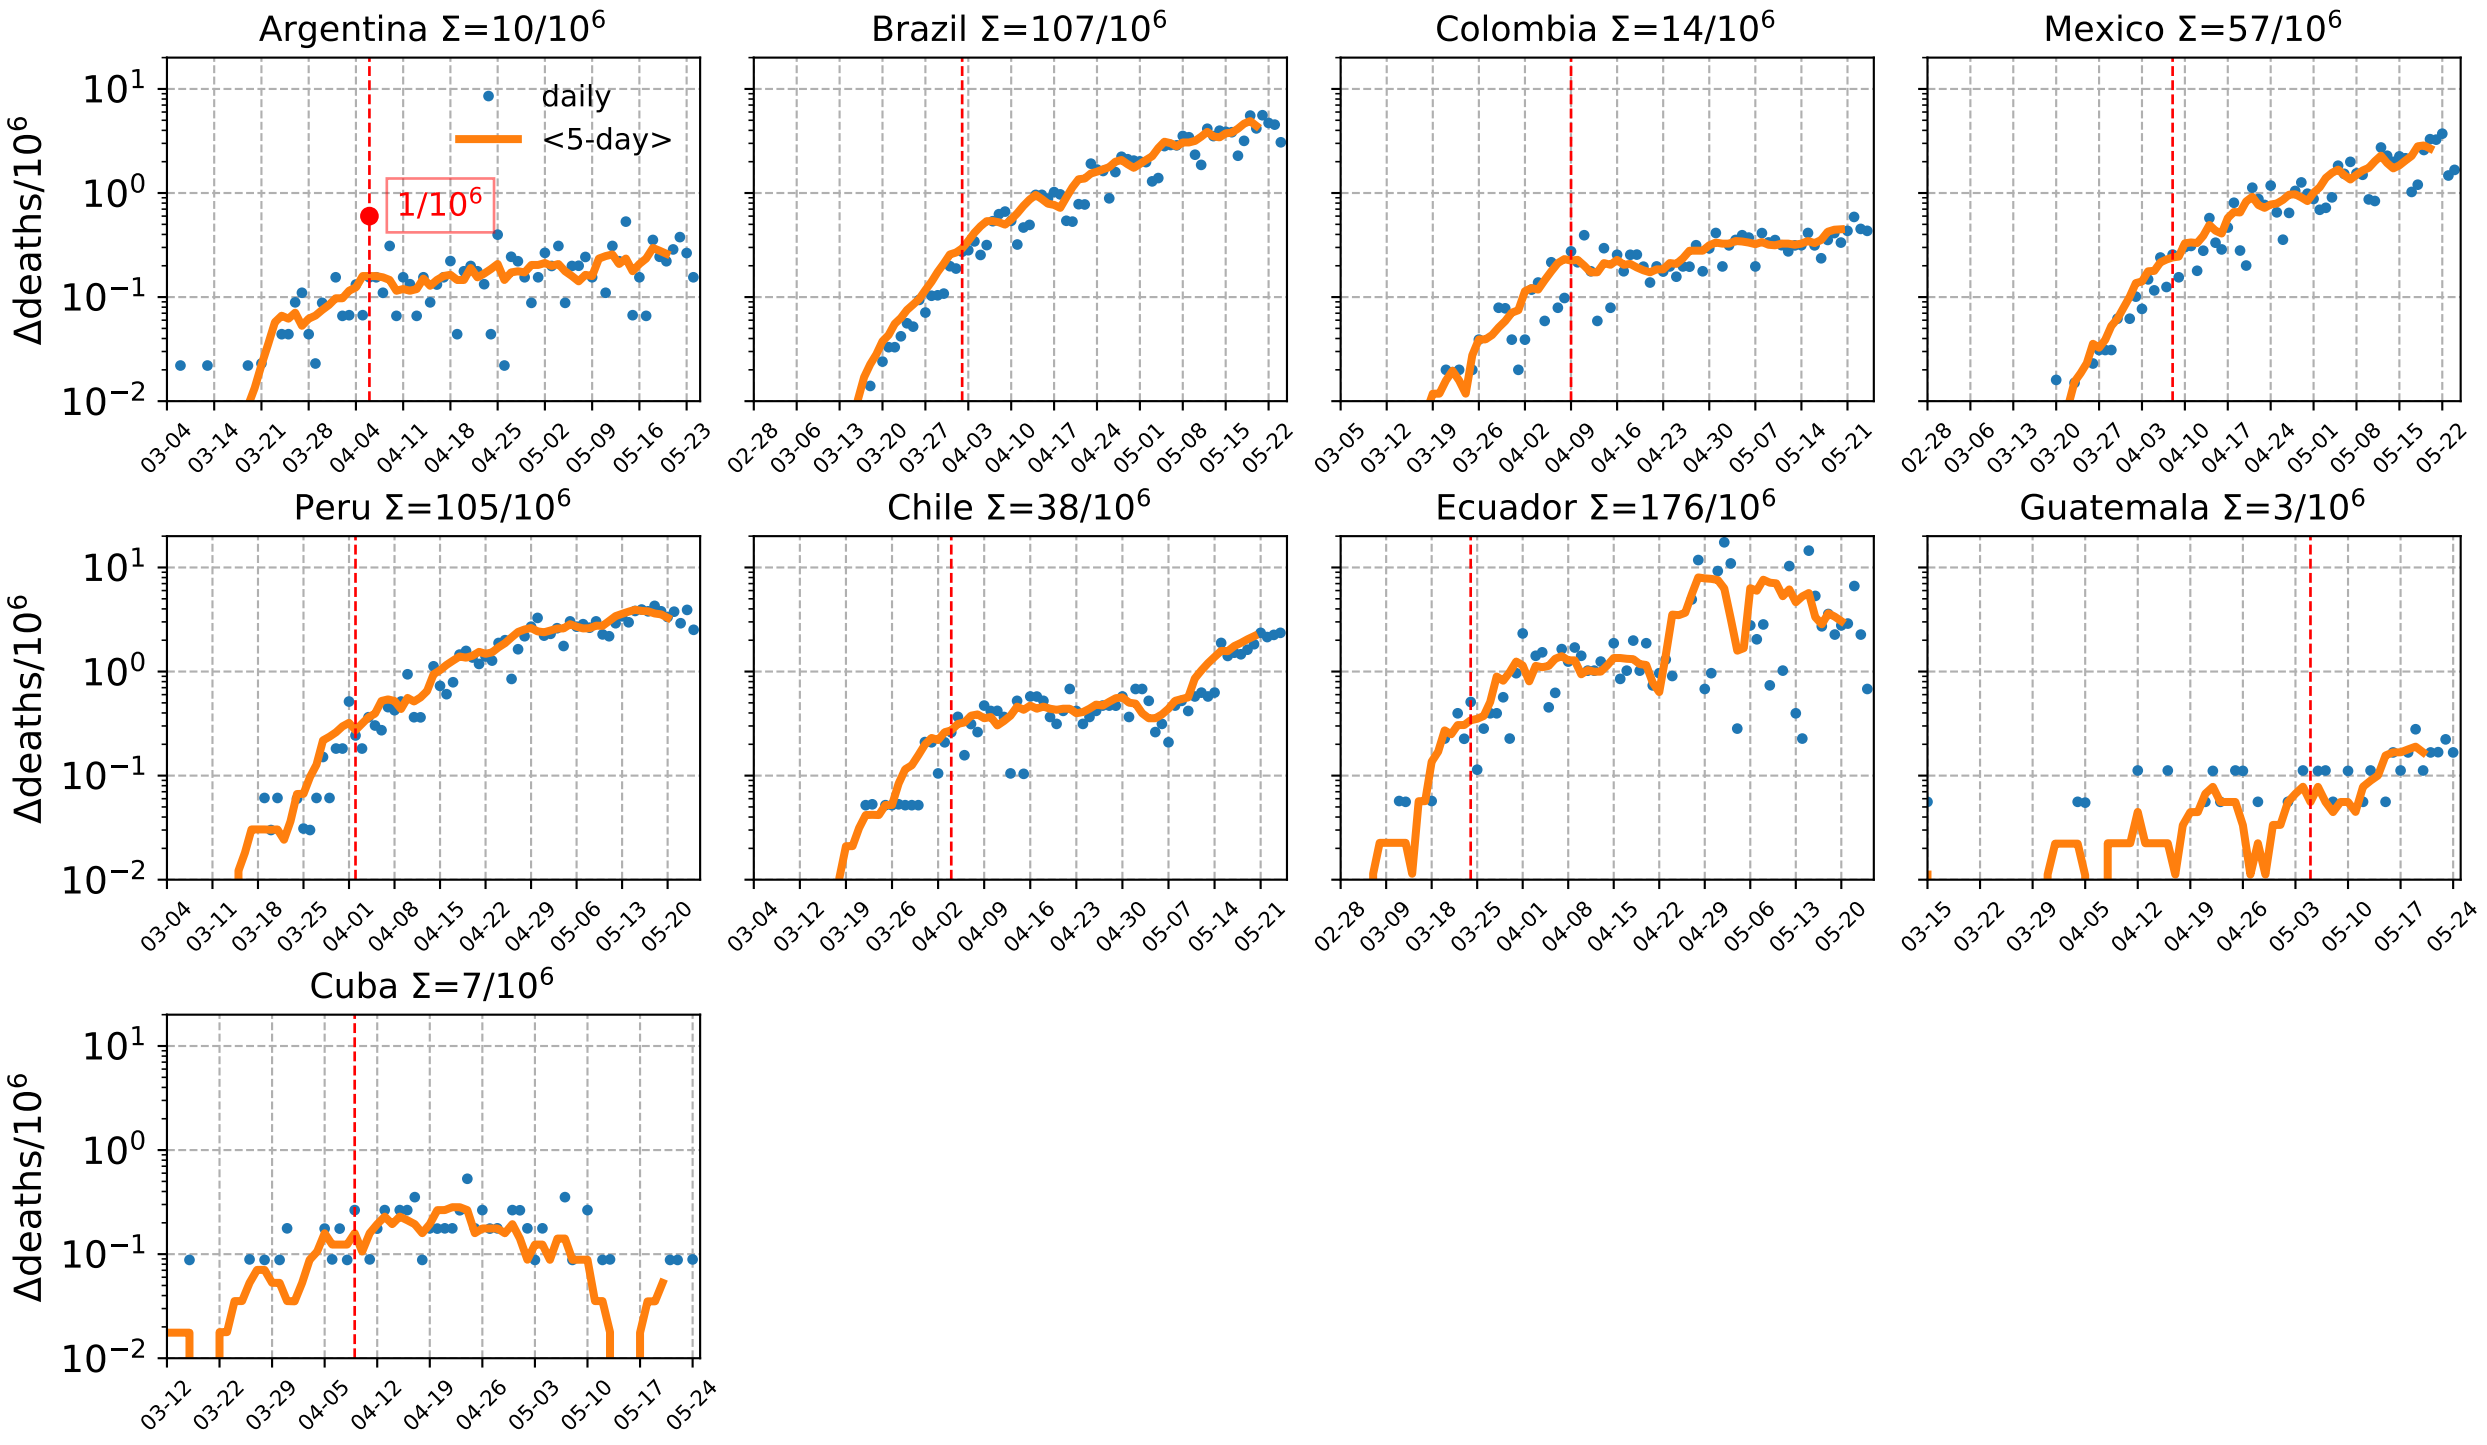 Argentina Σ=10/10⁶
Brazil Σ=107/10⁶
Colombia Σ=14/10⁶
Mexico Σ=57/10⁶
Δdeaths/10⁶
10¹
10⁰
10⁻¹
10⁻²
daily
<5-day>
1/10⁶
03-04 03-14 03-21 03-28 04-04 04-11 04-18 04-25 05-02 05-09 05-16 05-23
02-28 03-06 03-13 03-20 03-27 04-03 04-10 04-17 04-24 05-01 05-08 05-15 05-22
03-05 03-12 03-19 03-26 04-02 04-09 04-16 04-23 04-30 05-07 05-14 05-21
02-28 03-06 03-13 03-20 03-27 04-03 04-10 04-17 04-24 05-01 05-08 05-15 05-22
Peru Σ=105/10⁶
Chile Σ=38/10⁶
Ecuador Σ=176/10⁶
Guatemala Σ=3/10⁶
Δdeaths/10⁶
10¹
10⁰
10⁻¹
10⁻²
03-04 03-11 03-18 03-25 04-01 04-08 04-15 04-22 04-29 05-06 05-13 05-20
03-04 03-12 03-19 03-26 04-02 04-09 04-16 04-23 04-30 05-07 05-14 05-21
02-28 03-09 03-18 03-25 04-01 04-08 04-15 04-22 04-29 05-06 05-13 05-20
03-15 03-22 03-29 04-05 04-12 04-19 04-26 05-03 05-10 05-17 05-24
Cuba Σ=7/10⁶
Δdeaths/10⁶
10¹
10⁰
10⁻¹
10⁻²
03-12 03-22 03-29 04-05 04-12 04-19 04-26 05-03 05-10 05-17 05-24